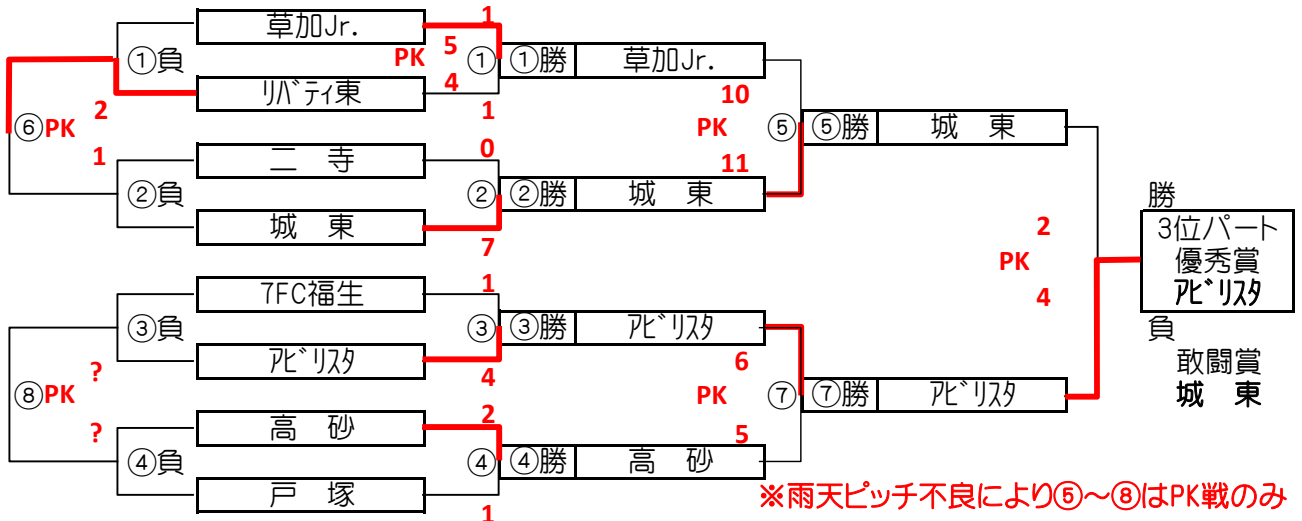 草加Jr.
1
①負
PK
5
①
①勝
草加Jr.
リバティ東
4
2
1
10
⑥PK
PK
⑤
⑤勝
城 東
1
二 寺
0
11
②負
②
②勝
城 東
城 東
7
勝
3位パート
優秀賞
アビリスタ
2
PK
4
7FC福生
1
③負
③
③勝
アビリスタ
負
敢闘賞
城 東
アビリスタ
?
4
6
⑧PK
PK
⑦
⑦勝
アビリスタ
?
高 砂
2
5
④負
④
④勝
高 砂
戸 塚
1
※雨天ピッチ不良により⑤~⑧はPK戦のみ